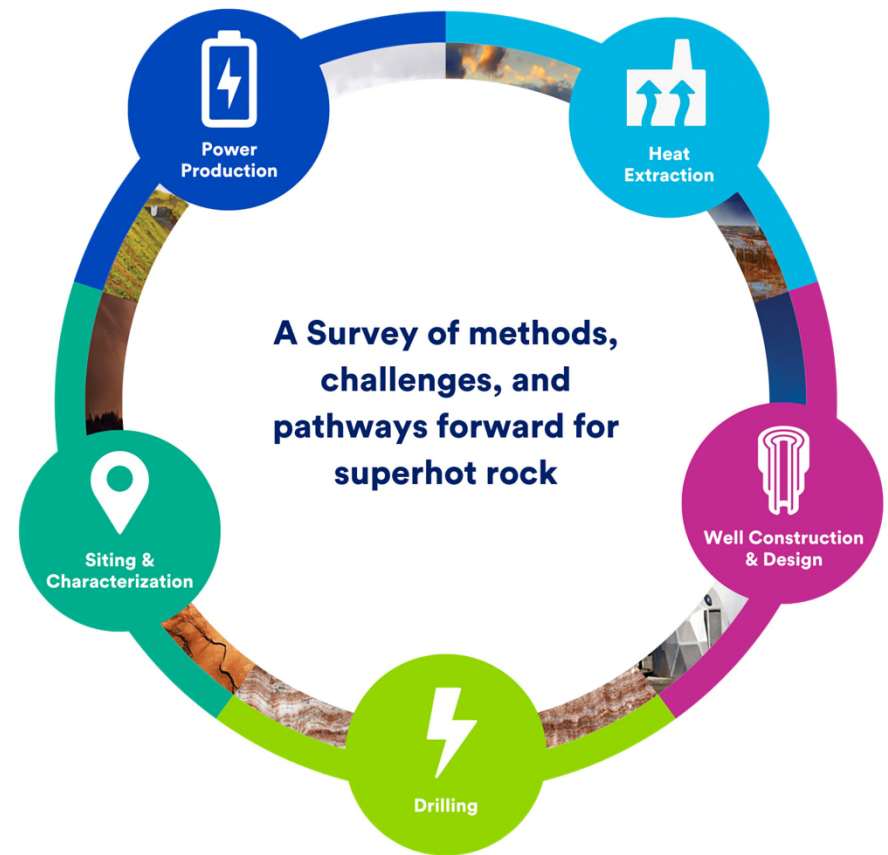 Power
Production
Heat
Extraction
A Survey of methods,
challenges, and
pathways forward for
superhot rock
Siting &
Characterization
Well Construction
& Design
Drilling